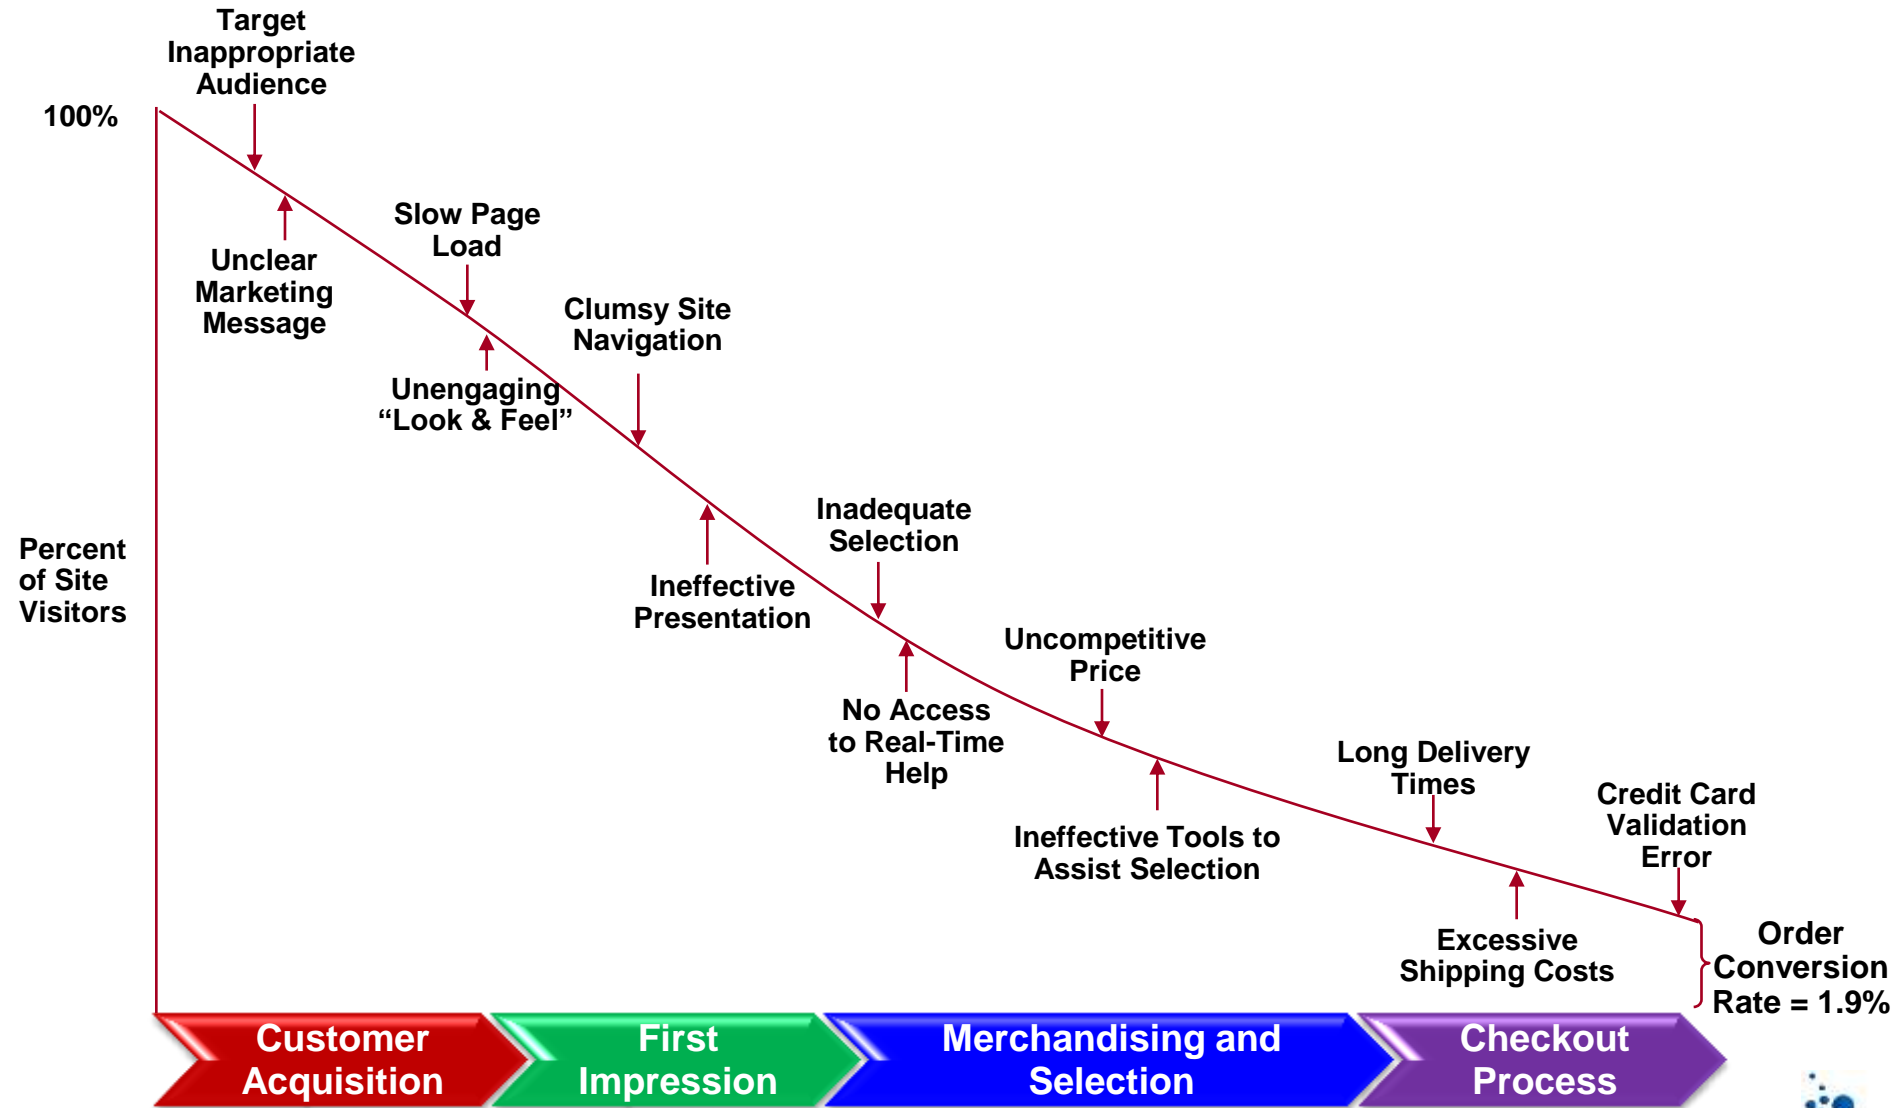 Target
Inappropriate
Audience
100%
Unclear
Marketing
Message
Slow Page
Load
Unengaging
“Look & Feel”
Clumsy Site
Navigation
Percent
of Site
Visitors
Ineffective
Presentation
Inadequate
Selection
No Access
to Real-Time
Help
Uncompetitive
Price
Ineffective Tools to
Assist Selection
Long Delivery
Times
Excessive
Shipping Costs
Credit Card
Validation
Error
Order
Conversion
Rate = 1.9%
Customer
Acquisition
First
Impression
Merchandising and
Selection
Checkout
Process